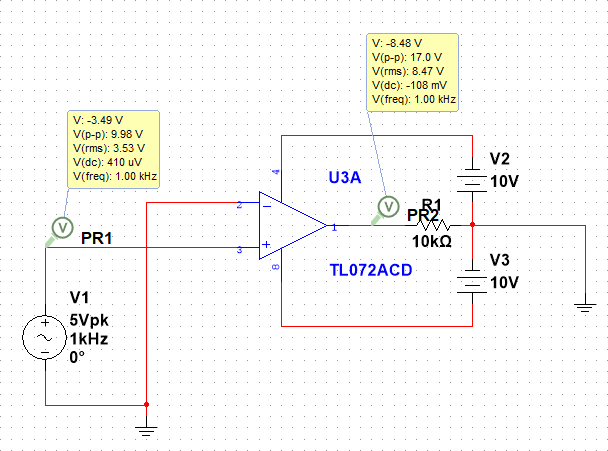 V: -8.48 V
V(p-p): 17.0 V
V(rms): 8.47 V
V(dc): -108 mV
V(freq): 1.00 kHz
V: -3.49 V
V(p-p): 9.98 V
V(rms): 3.53 V
V(dc): 410 uV
V(freq): 1.00 kHz
V
PR1
V
PR2
U3A
4
2
3
1
8
TL072ACD
R1
10kΩ
V2
10V
V3
10V
V1
5Vpk
1kHz
0°